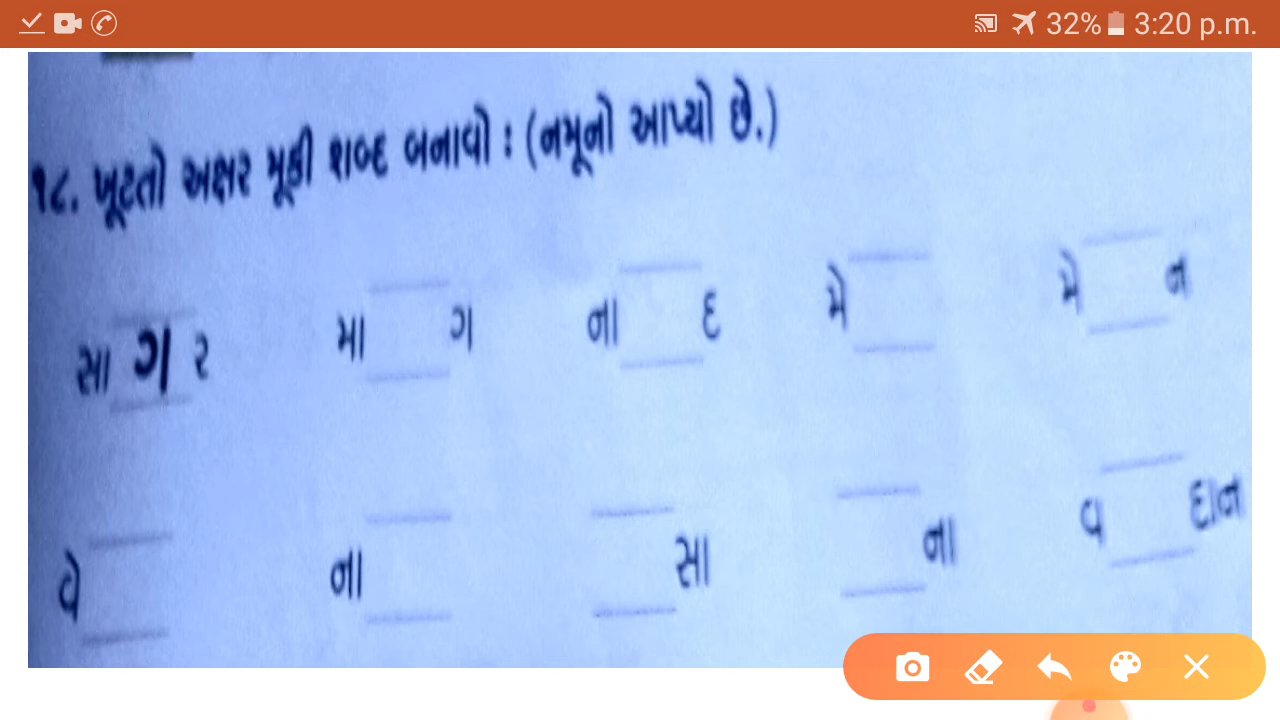 32% 3:20 p.m.
૧૮. ખૂટતો અક્ષર મૂકી શબ્દ બનાવો : (નમૂનો આપ્યો છે.)
સા ગ ર મા ગ ના દ મે મે ન
વે ના સા ના વ દાન